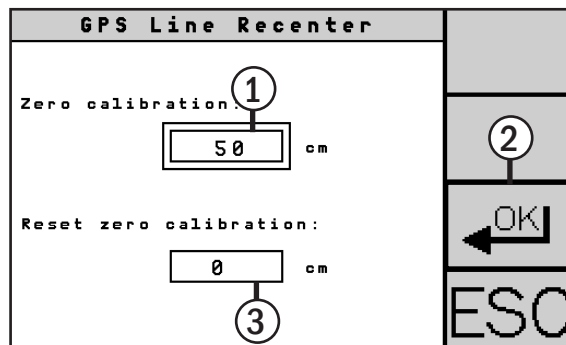 GPS Line Recenter
Zero calibration:
1
50 cm
2
OK
Reset zero calibration:
0 cm
3
ESC